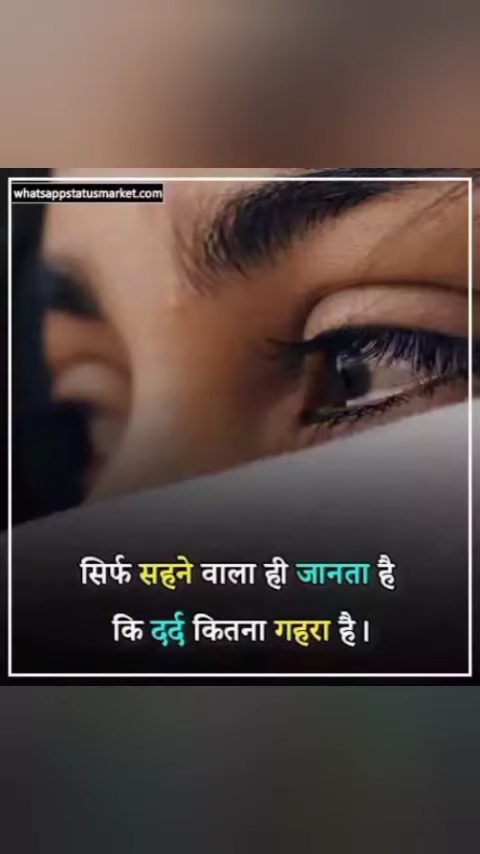 whatsappstatusmarket.com
सिर्फ सहने वाला ही जानता है
कि दर्द कितना गहरा है।